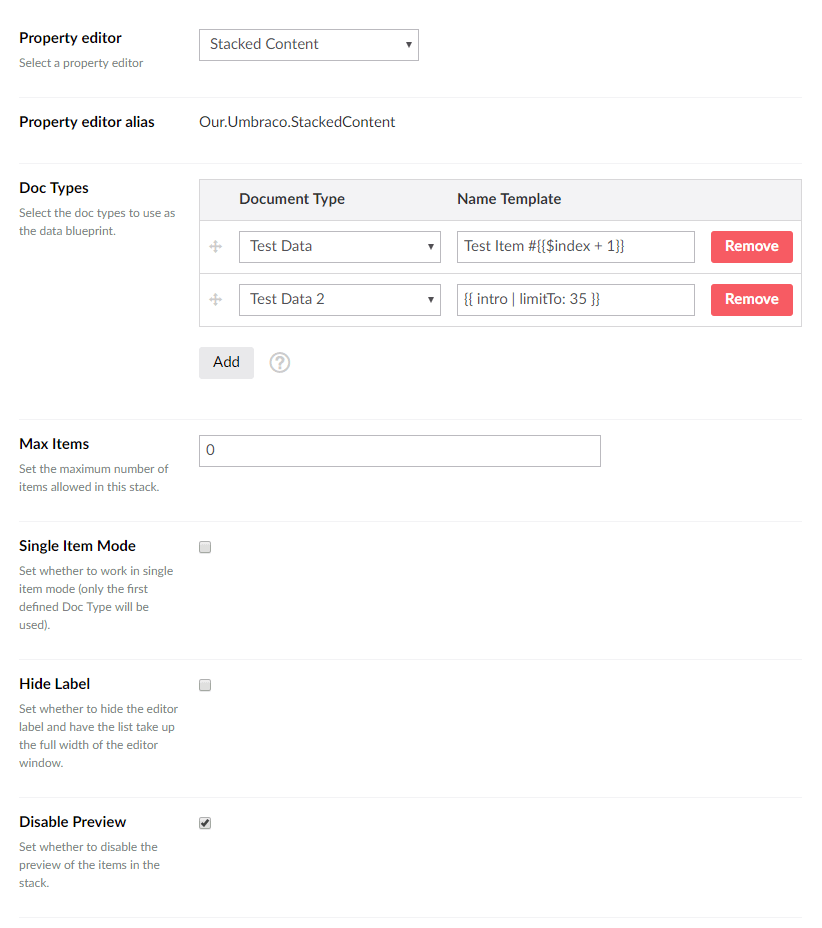 Property editor
Select a property editor
Stacked Content
Property editor alias
Our.Umbraco.StackedContent
Doc Types
Select the doc types to use as
the data blueprint.
Document Type Name Template
Test Data Test Item #{{$index + 1}} Remove
Test Data 2 {{ intro | limitTo: 35 }} Remove
Add ?
Max Items
Set the maximum number of
items allowed in this stack.
0
Single Item Mode
Set whether to work in single
item mode (only the first
defined Doc Type will be
used).
Hide Label
Set whether to hide the editor
label and have the list take up
the full width of the editor
window.
Disable Preview
Set whether to disable the
preview of the items in the
stack.